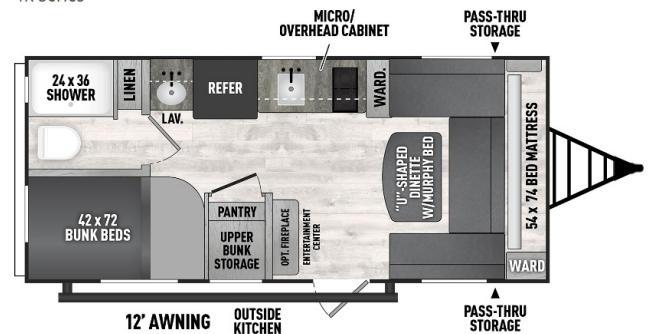 MICRO/
OVERHEAD CABINET
PASS-THRU
STORAGE
24 x 36
SHOWER
LINEN
LAV.
REFER
WARD.
"U"-SHAPED
DINETTE
W/MURPHY BED
54 x 74 BED MATTRESS
42 x 72
BUNK BEDS
PANTRY
UPPER
BUNK
STORAGE
OPT. FIREPLACE
ENTERTAINMENT
CENTER
WARD
12' AWNING
OUTSIDE
KITCHEN
PASS-THRU
STORAGE